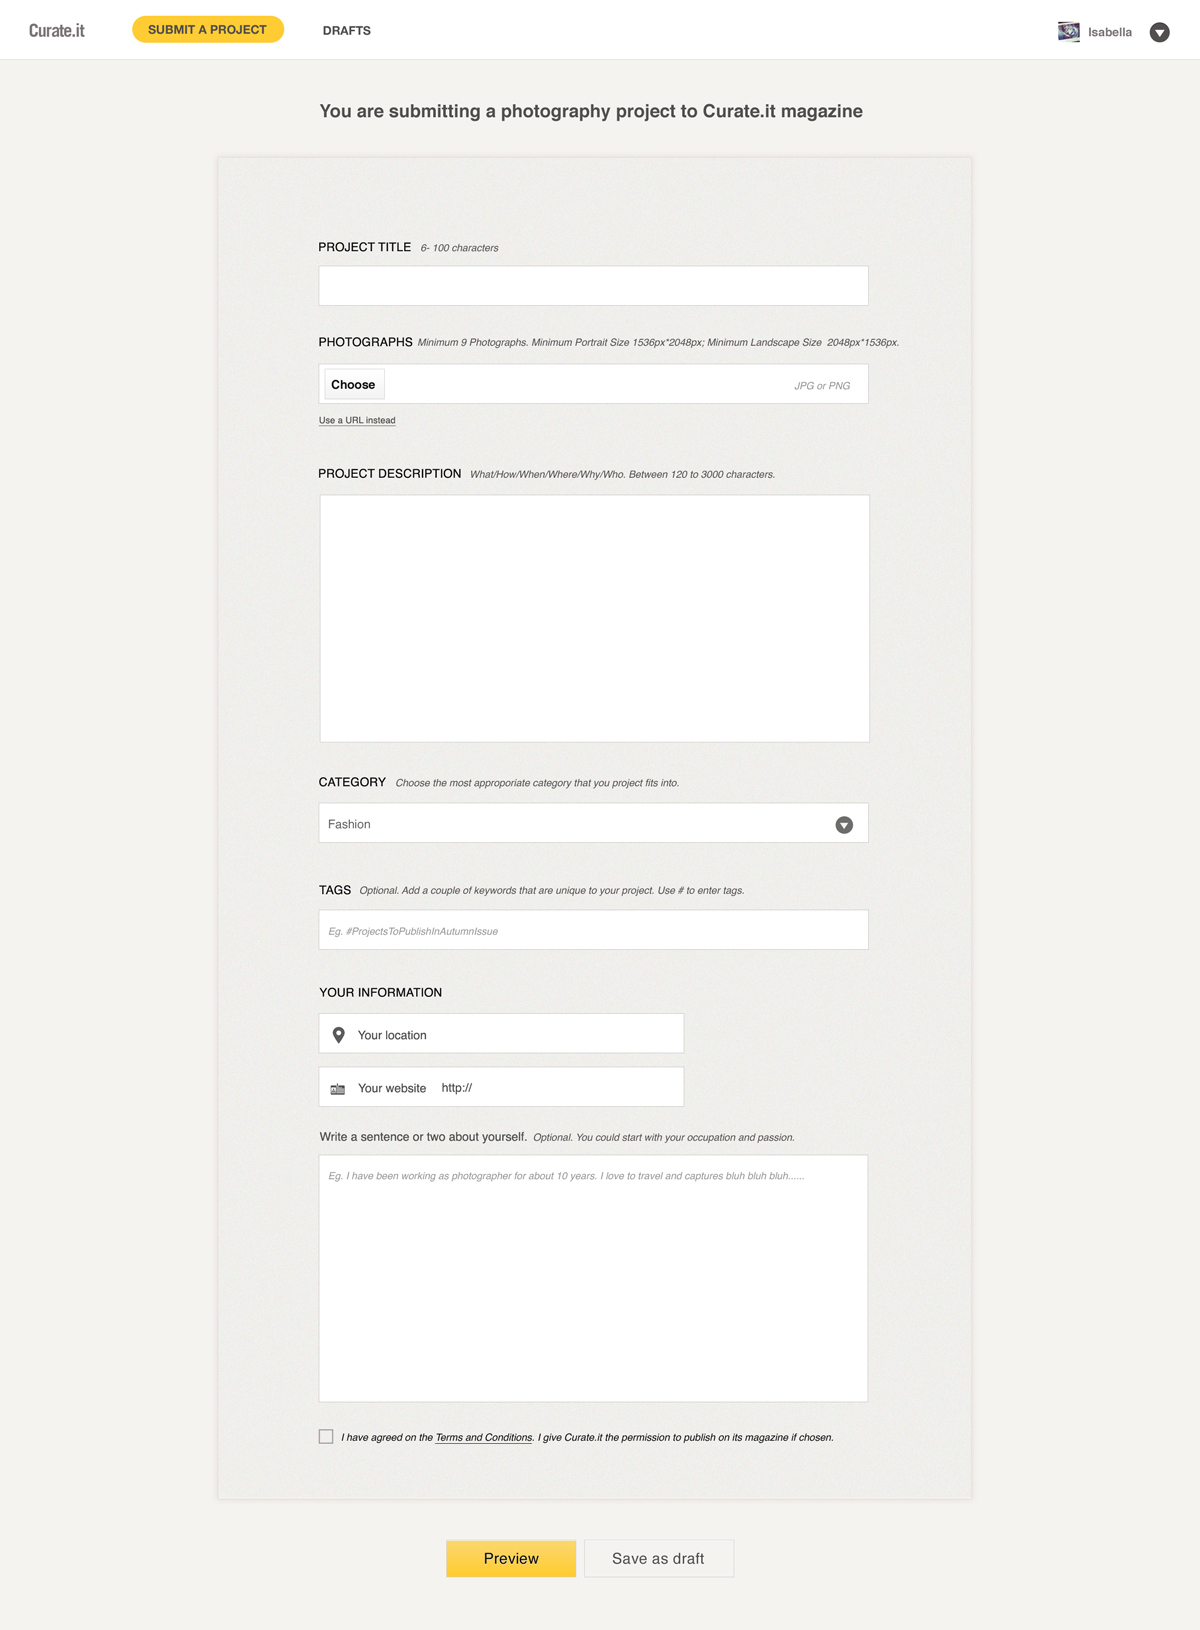 Curate.it
SUBMIT A PROJECT
DRAFTS
Isabella
You are submitting a photography project to Curate.it magazine
PROJECT TITLE 6- 100 characters
PHOTOGRAPHS Minimum 9 Photographs. Minimum Portrait Size 1536px*2048px; Minimum Landscape Size 2048px*1536px.
Choose JPG or PNG
Use a URL instead
PROJECT DESCRIPTION What/How/When/Where/Why/Who. Between 120 to 3000 characters.
CATEGORY Choose the most approporiate category that you project fits into.
Fashion
TAGS Optional. Add a couple of keywords that are unique to your project. Use # to enter tags.
Eg. #ProjectsToPublishInAutumnIssue
YOUR INFORMATION
Your location
Your website http://
Write a sentence or two about yourself. Optional. You could start with your occupation and passion.
Eg. I have been working as photographer for about 10 years. I love to travel and captures bluh bluh bluh......
I have agreed on the Terms and Conditions. I give Curate.it the permission to publish on its magazine if chosen.
Preview
Save as draft